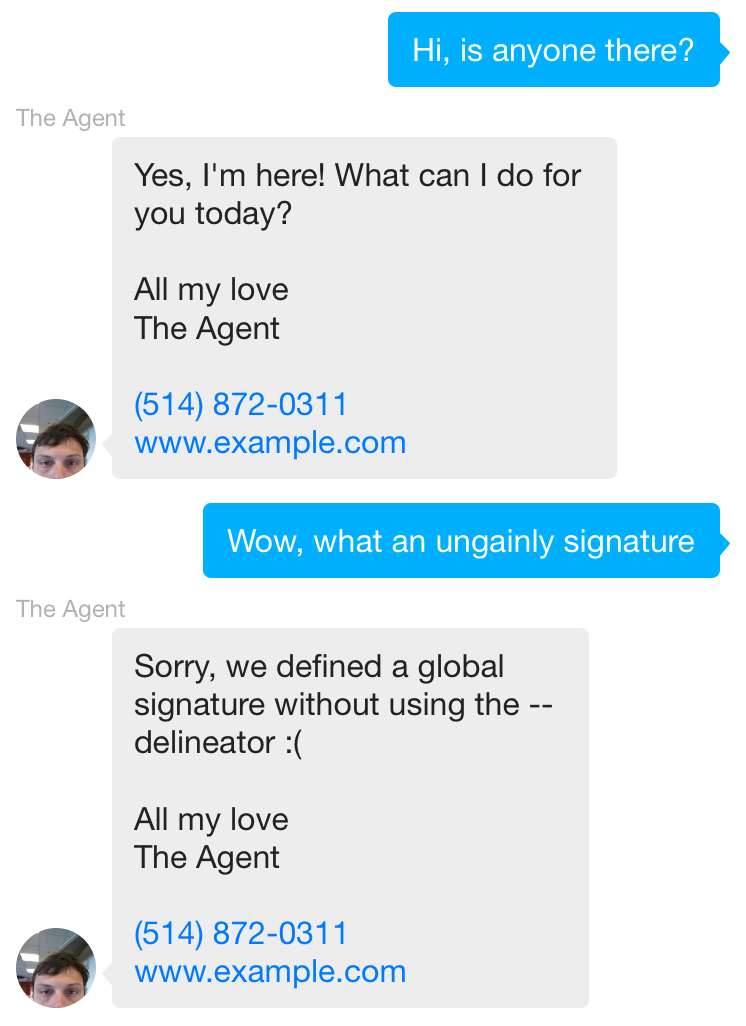 Hi, is anyone there?
The Agent
Yes, I'm here! What can I do for
you today?
All my love
The Agent
(514) 872-0311
www.example.com
Wow, what an ungainly signature
The Agent
Sorry, we defined a global
signature without using the --
delineator :(
All my love
The Agent
(514) 872-0311
www.example.com